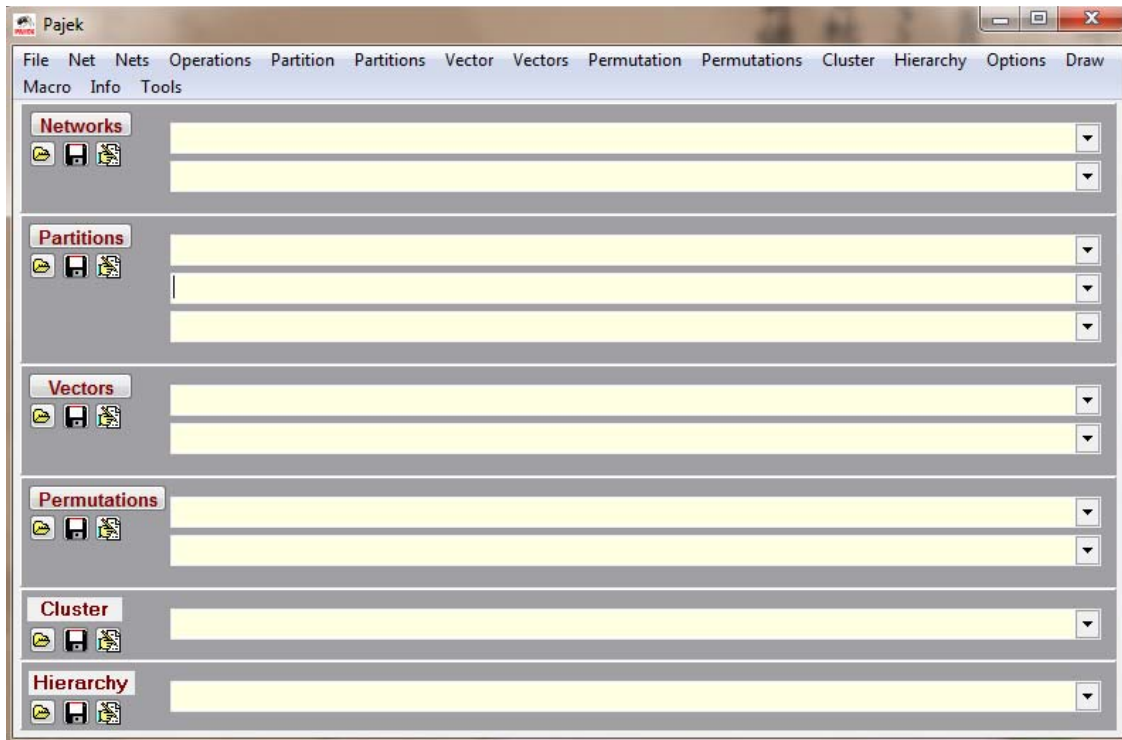 Pajek
File Net Nets Operations Partition Partitions Vector Vectors Permutation Permutations Cluster Hierarchy Options Draw
Macro Info Tools
Networks
Partitions
Vectors
Permutations
Cluster
Hierarchy